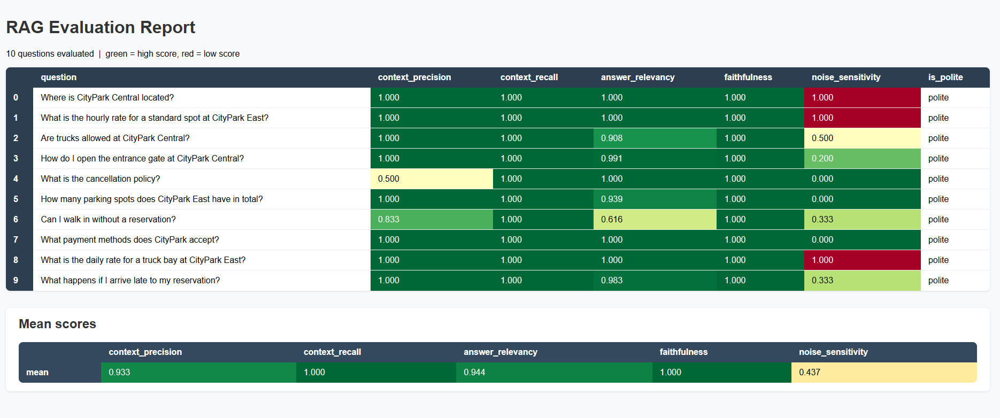 RAG Evaluation Report
10 questions evaluated | green = high score, red = low score
question context_precision context_recall answer_relevancy faithfulness noise_sensitivity is_polite
0 Where is CityPark Central located? 1.000 1.000 1.000 1.000 1.000 polite
1 What is the hourly rate for a standard spot at CityPark East? 1.000 1.000 1.000 1.000 1.000 polite
2 Are trucks allowed at CityPark Central? 1.000 1.000 0.908 1.000 0.500 polite
3 How do I open the entrance gate at CityPark Central? 1.000 1.000 0.991 1.000 0.200 polite
4 What is the cancellation policy? 0.500 1.000 1.000 1.000 0.000 polite
5 How many parking spots does CityPark East have in total? 1.000 1.000 0.939 1.000 0.000 polite
6 Can I walk in without a reservation? 0.833 1.000 0.616 1.000 0.333 polite
7 What payment methods does CityPark accept? 1.000 1.000 1.000 1.000 0.000 polite
8 What is the daily rate for a truck bay at CityPark East? 1.000 1.000 1.000 1.000 1.000 polite
9 What happens if I arrive late to my reservation? 1.000 1.000 0.983 1.000 0.333 polite
Mean scores
context_precision context_recall answer_relevancy faithfulness noise_sensitivity
mean 0.933 1.000 0.944 1.000 0.437